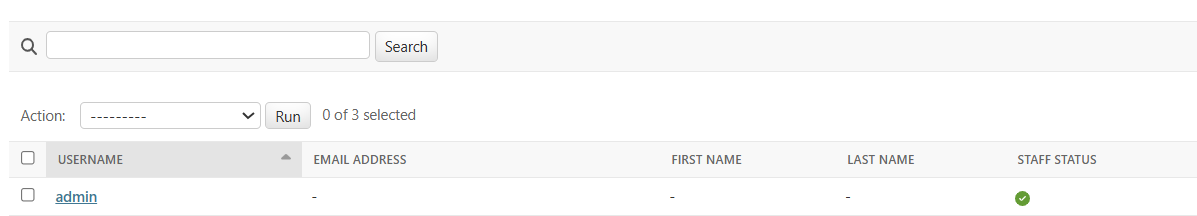 Search
Action: --------- Run 0 of 3 selected
USERNAME EMAIL ADDRESS FIRST NAME LAST NAME STAFF STATUS
admin - - -